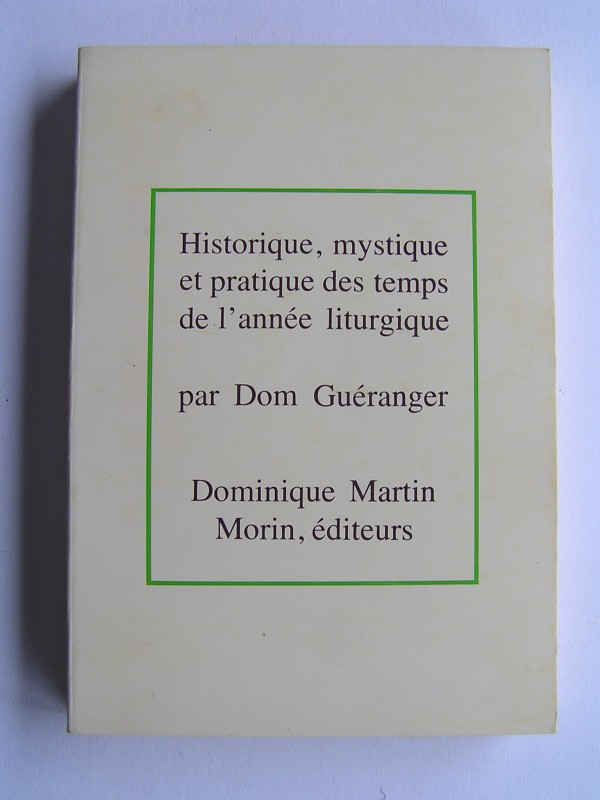 Historique, mystique
et pratique des temps
de l'année liturgique
par Dom Guéranger
Dominique Martin
Morin, éditeurs